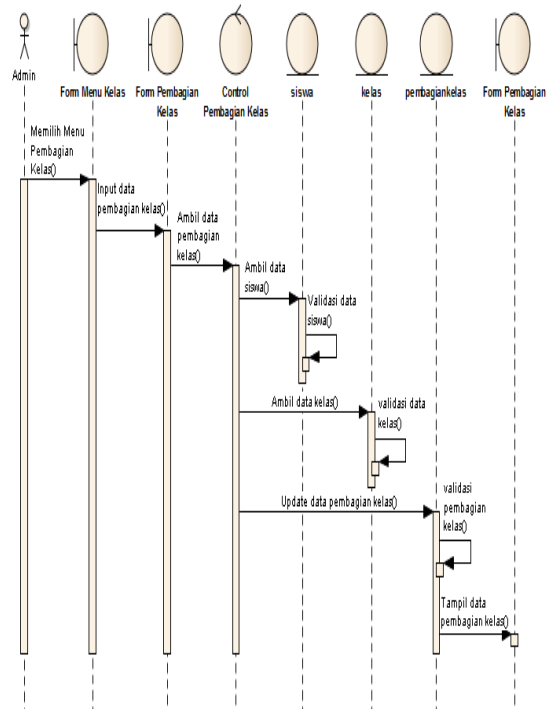 Admin
Form Menu Kelas
Form Pembagian
Kelas
Control
Pembagian Kelas
siswa
kelas
pembagiankelas
Form Pembagian
Kelas
Memilih Menu
Pembagian
Kelas()
Input data
pembagian kelas()
Ambil data
pembagian
kelas()
Ambil data
siswa()
Validasi data
siswa()
Ambil data kelas()
validasi data
kelas()
Update data pembagian kelas()
validasi
pembagian
kelas()
Tampil data
pembagian kelas()